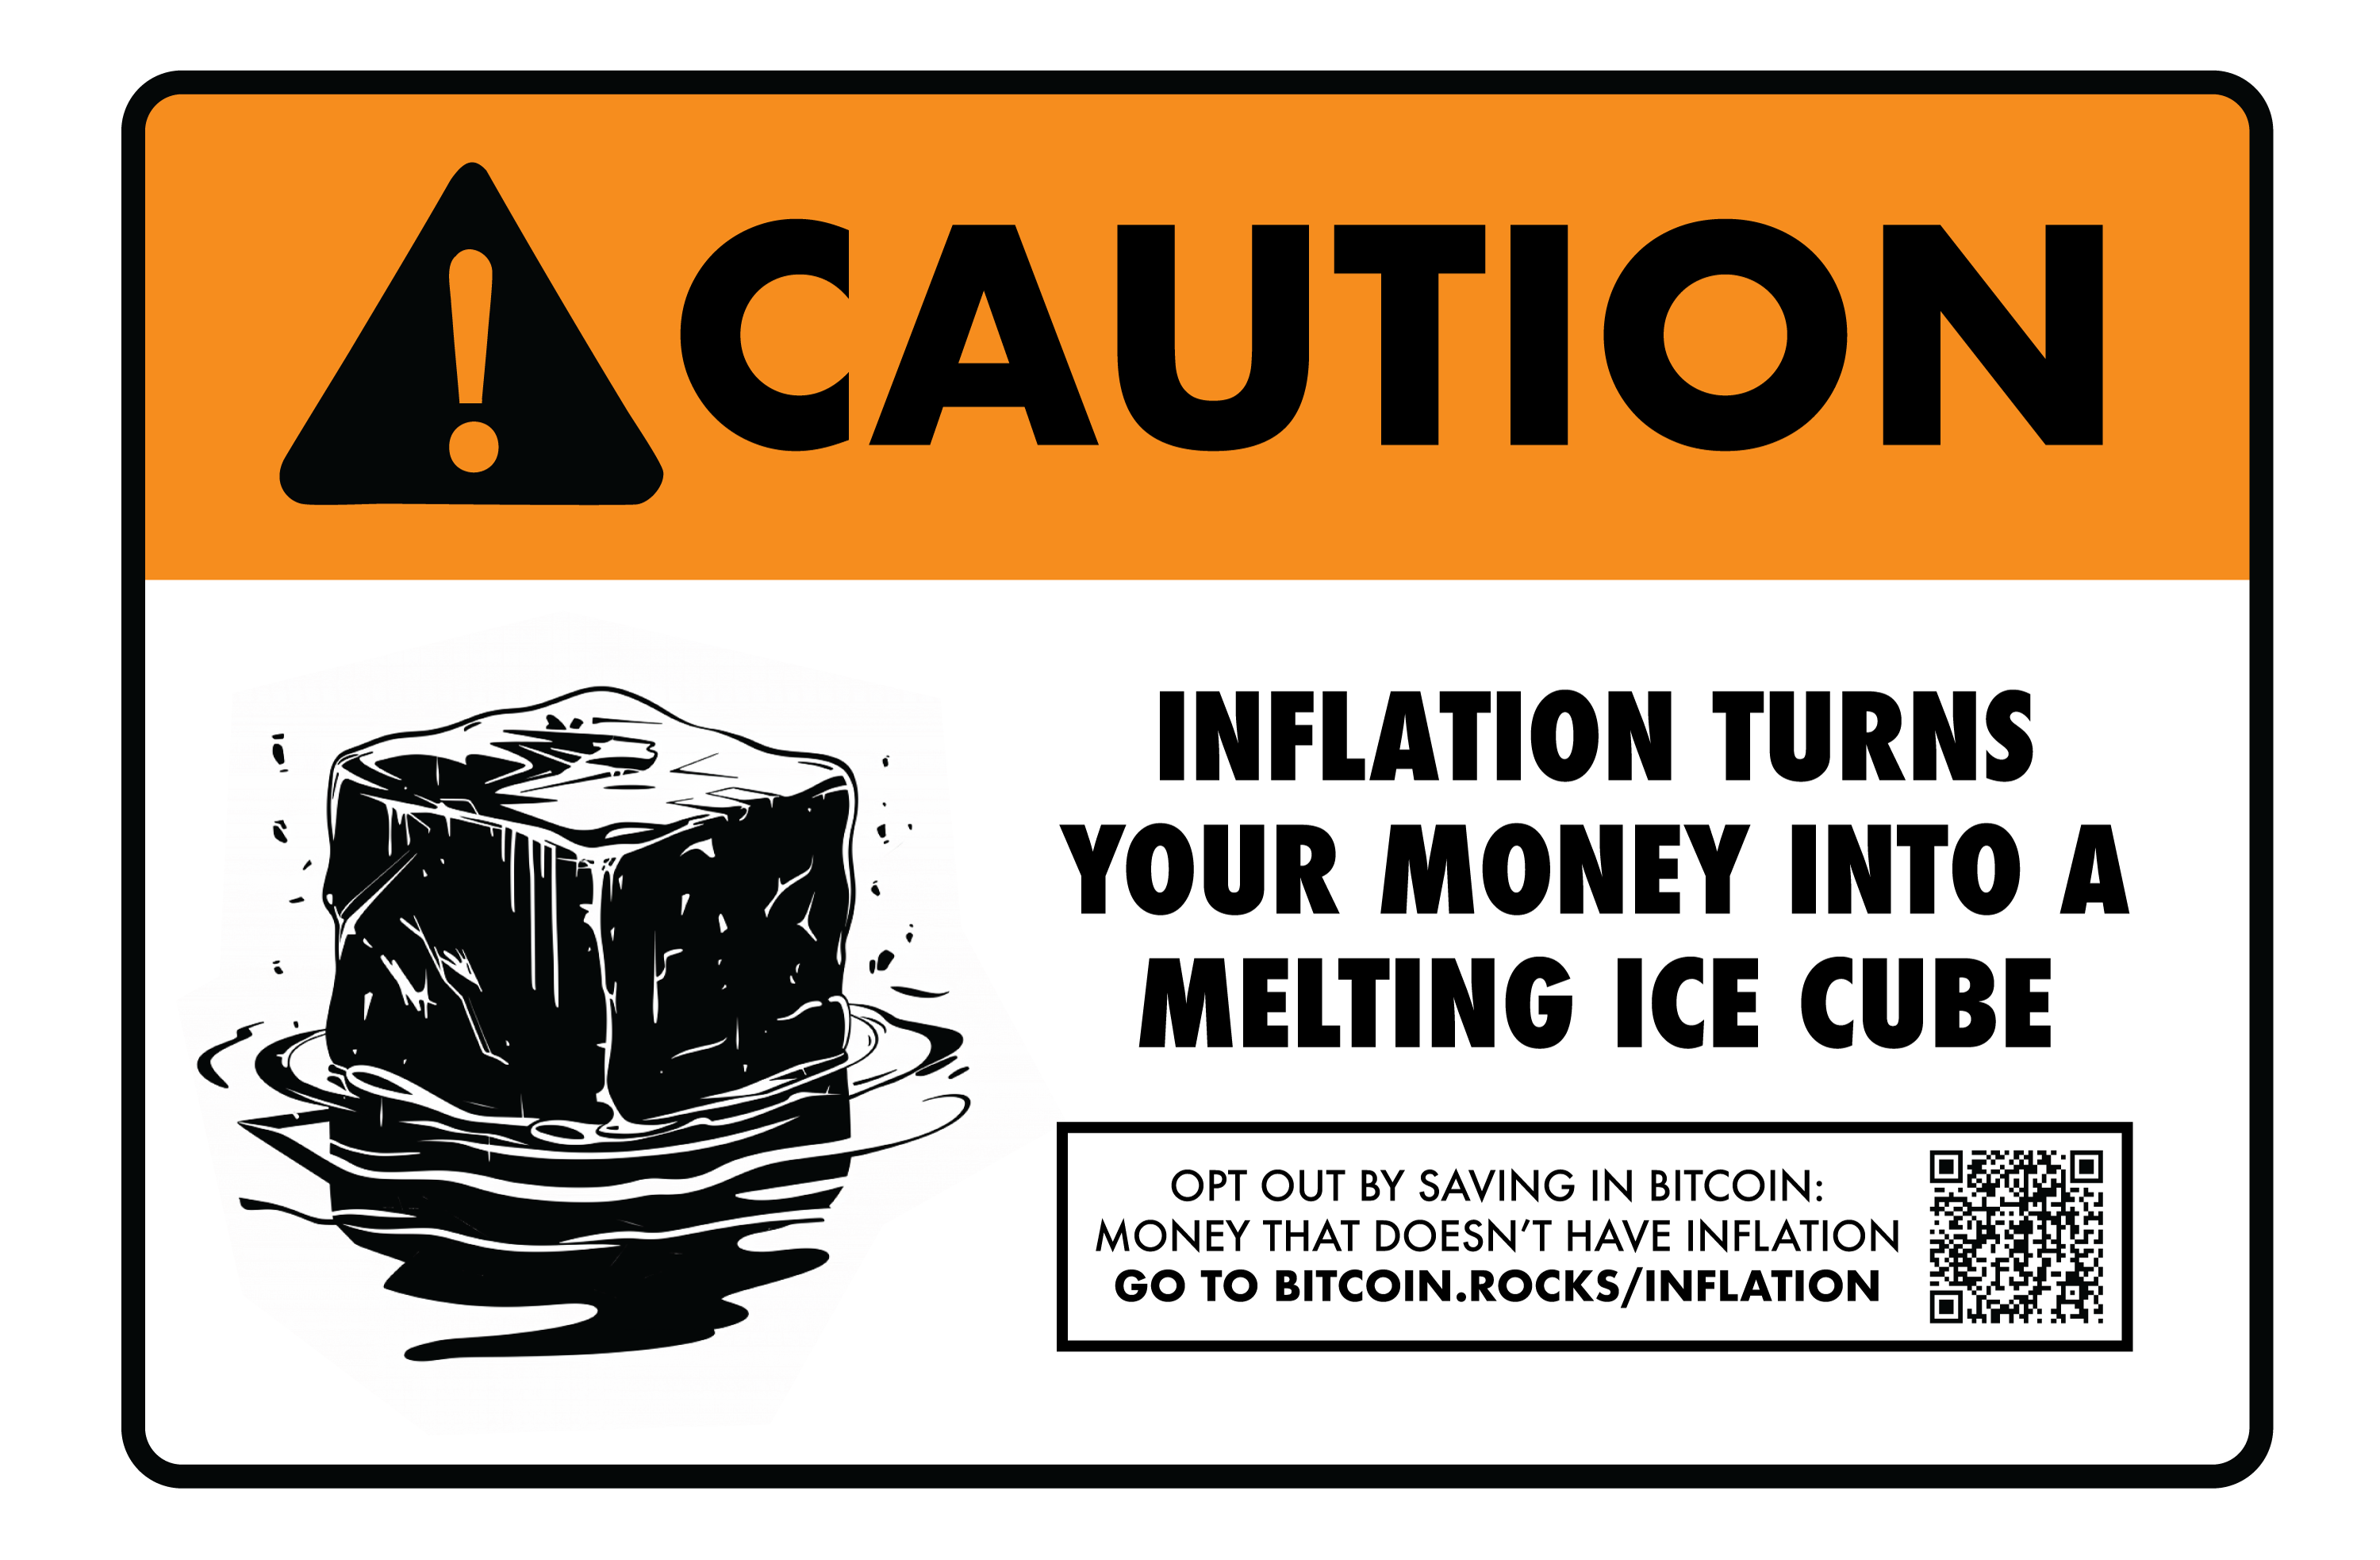 CAUTION
INFLATION TURNS
YOUR MONEY INTO A
MELTING ICE CUBE
OPT OUT BY SAVING IN BITCOIN:
MONEY THAT DOESN'T HAVE INFLATION
GO TO BITCOIN.ROCKS/INFLATION